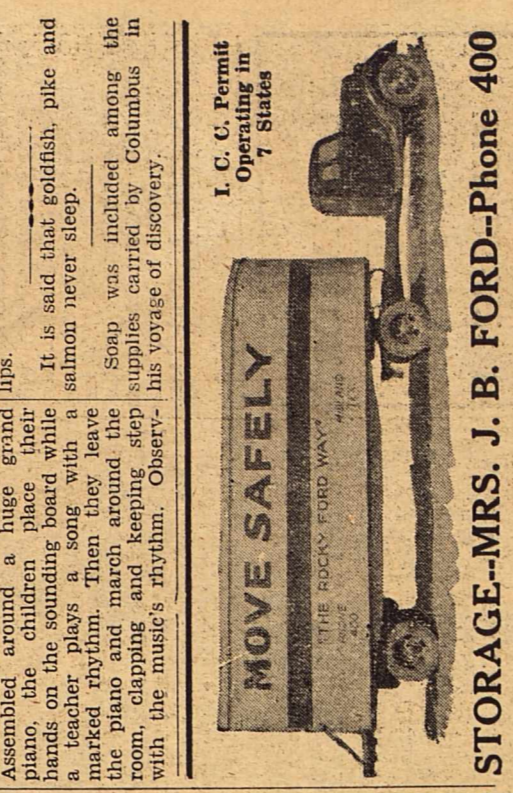 Assembled around a huge grand
piano, the children place their
hands on the sounding board while
a teacher plays a song with a
marked rhythm. Then they leave
the piano and march around the
room, clapping and keeping step
with the music's rhythm. Observ-
lips.
It is said that goldfish, pike and
salmon never sleep.
Soap was included among the
supplies carried by Columbus in
his voyage of discovery.
I. C. C. Permit
Operating in
7 States
MOVE SAFELY
"THE ROCKY FORD WAY"
PHONE
400
MIDLAND
TEX.
STORAGE--MRS. J. B. FORD--Phone 400